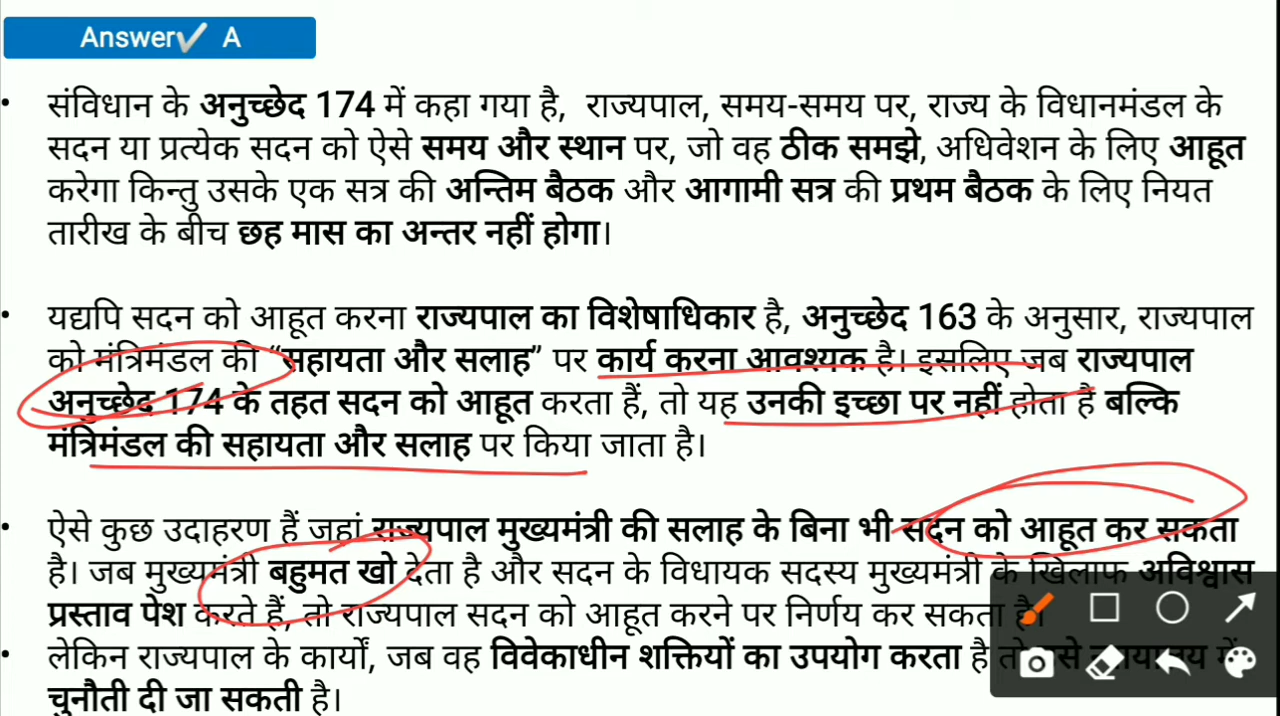 Answer✓ A
• संविधान के अनुच्छेद 174 में कहा गया है, राज्यपाल, समय-समय पर, राज्य के विधानमंडल के
सदन या प्रत्येक सदन को ऐसे समय और स्थान पर, जो वह ठीक समझे, अधिवेशन के लिए आहूत
करेगा किन्तु उसके एक सत्र की अन्तिम बैठक और आगामी सत्र की प्रथम बैठक के लिए नियत
तारीख के बीच छह मास का अन्तर नहीं होगा।
• यद्यपि सदन को आहूत करना राज्यपाल का विशेषाधिकार है, अनुच्छेद 163 के अनुसार, राज्यपाल
को मंत्रिमंडल की “सहायता और सलाह” पर कार्य करना आवश्यक है। इसलिए जब राज्यपाल
अनुच्छेद 174 के तहत सदन को आहूत करता हैं, तो यह उनकी इच्छा पर नहीं होता है बल्कि
मंत्रिमंडल की सहायता और सलाह पर किया जाता है।
• ऐसे कुछ उदाहरण हैं जहां राज्यपाल मुख्यमंत्री की सलाह के बिना भी सदन को आहूत कर सकता
है। जब मुख्यमंत्री बहुमत खो देता है और सदन के विधायक सदस्य मुख्यमंत्री के खिलाफ अविश्वास
प्रस्ताव पेश करते हैं, तो राज्यपाल सदन को आहूत करने पर निर्णय कर सकता है।
• लेकिन राज्यपाल के कार्यों, जब वह विवेकाधीन शक्तियों का उपयोग करता है तो में
चुनौती दी जा सकती है।